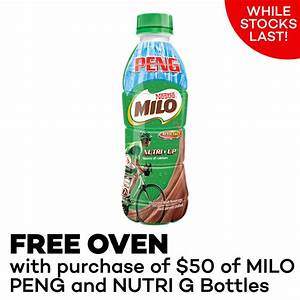 WHILE
STOCKS
LAST!
PENG
MILO
NUTRI • UP
FREE OVEN
with purchase of $50 of MILO
PENG and NUTRI G Bottles